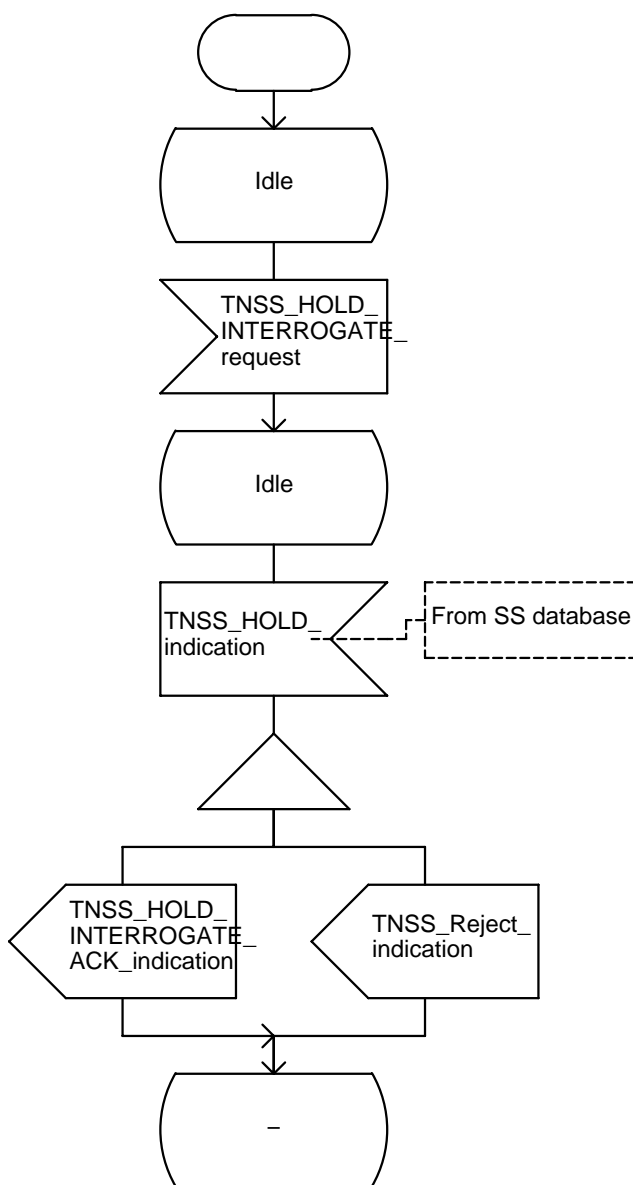 Idle
TNSS_HOLD_
INTERROGATE_
request
Idle
TNSS_HOLD_
indication
From SS database
TNSS_HOLD_
INTERROGATE_
ACK_indication
TNSS_Reject_
indication
–